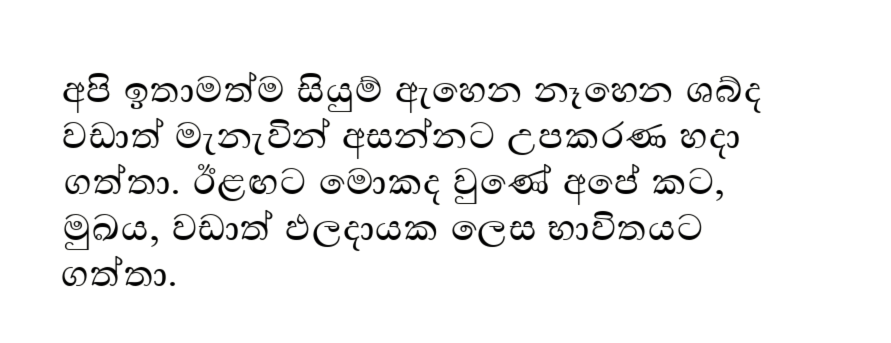 අපි ඉතාමත්ම සියුම් ඇහෙන නෑහෙන ශබ්ද
වඩාත් මැනැවින් අසන්නට උපකරණ හදා
ගත්තා. ඊළඟට මොකද වුණේ අපේ කට,
මුඛය, වඩාත් ඵලදායක ලෙස භාවිතයට
ගත්තා.